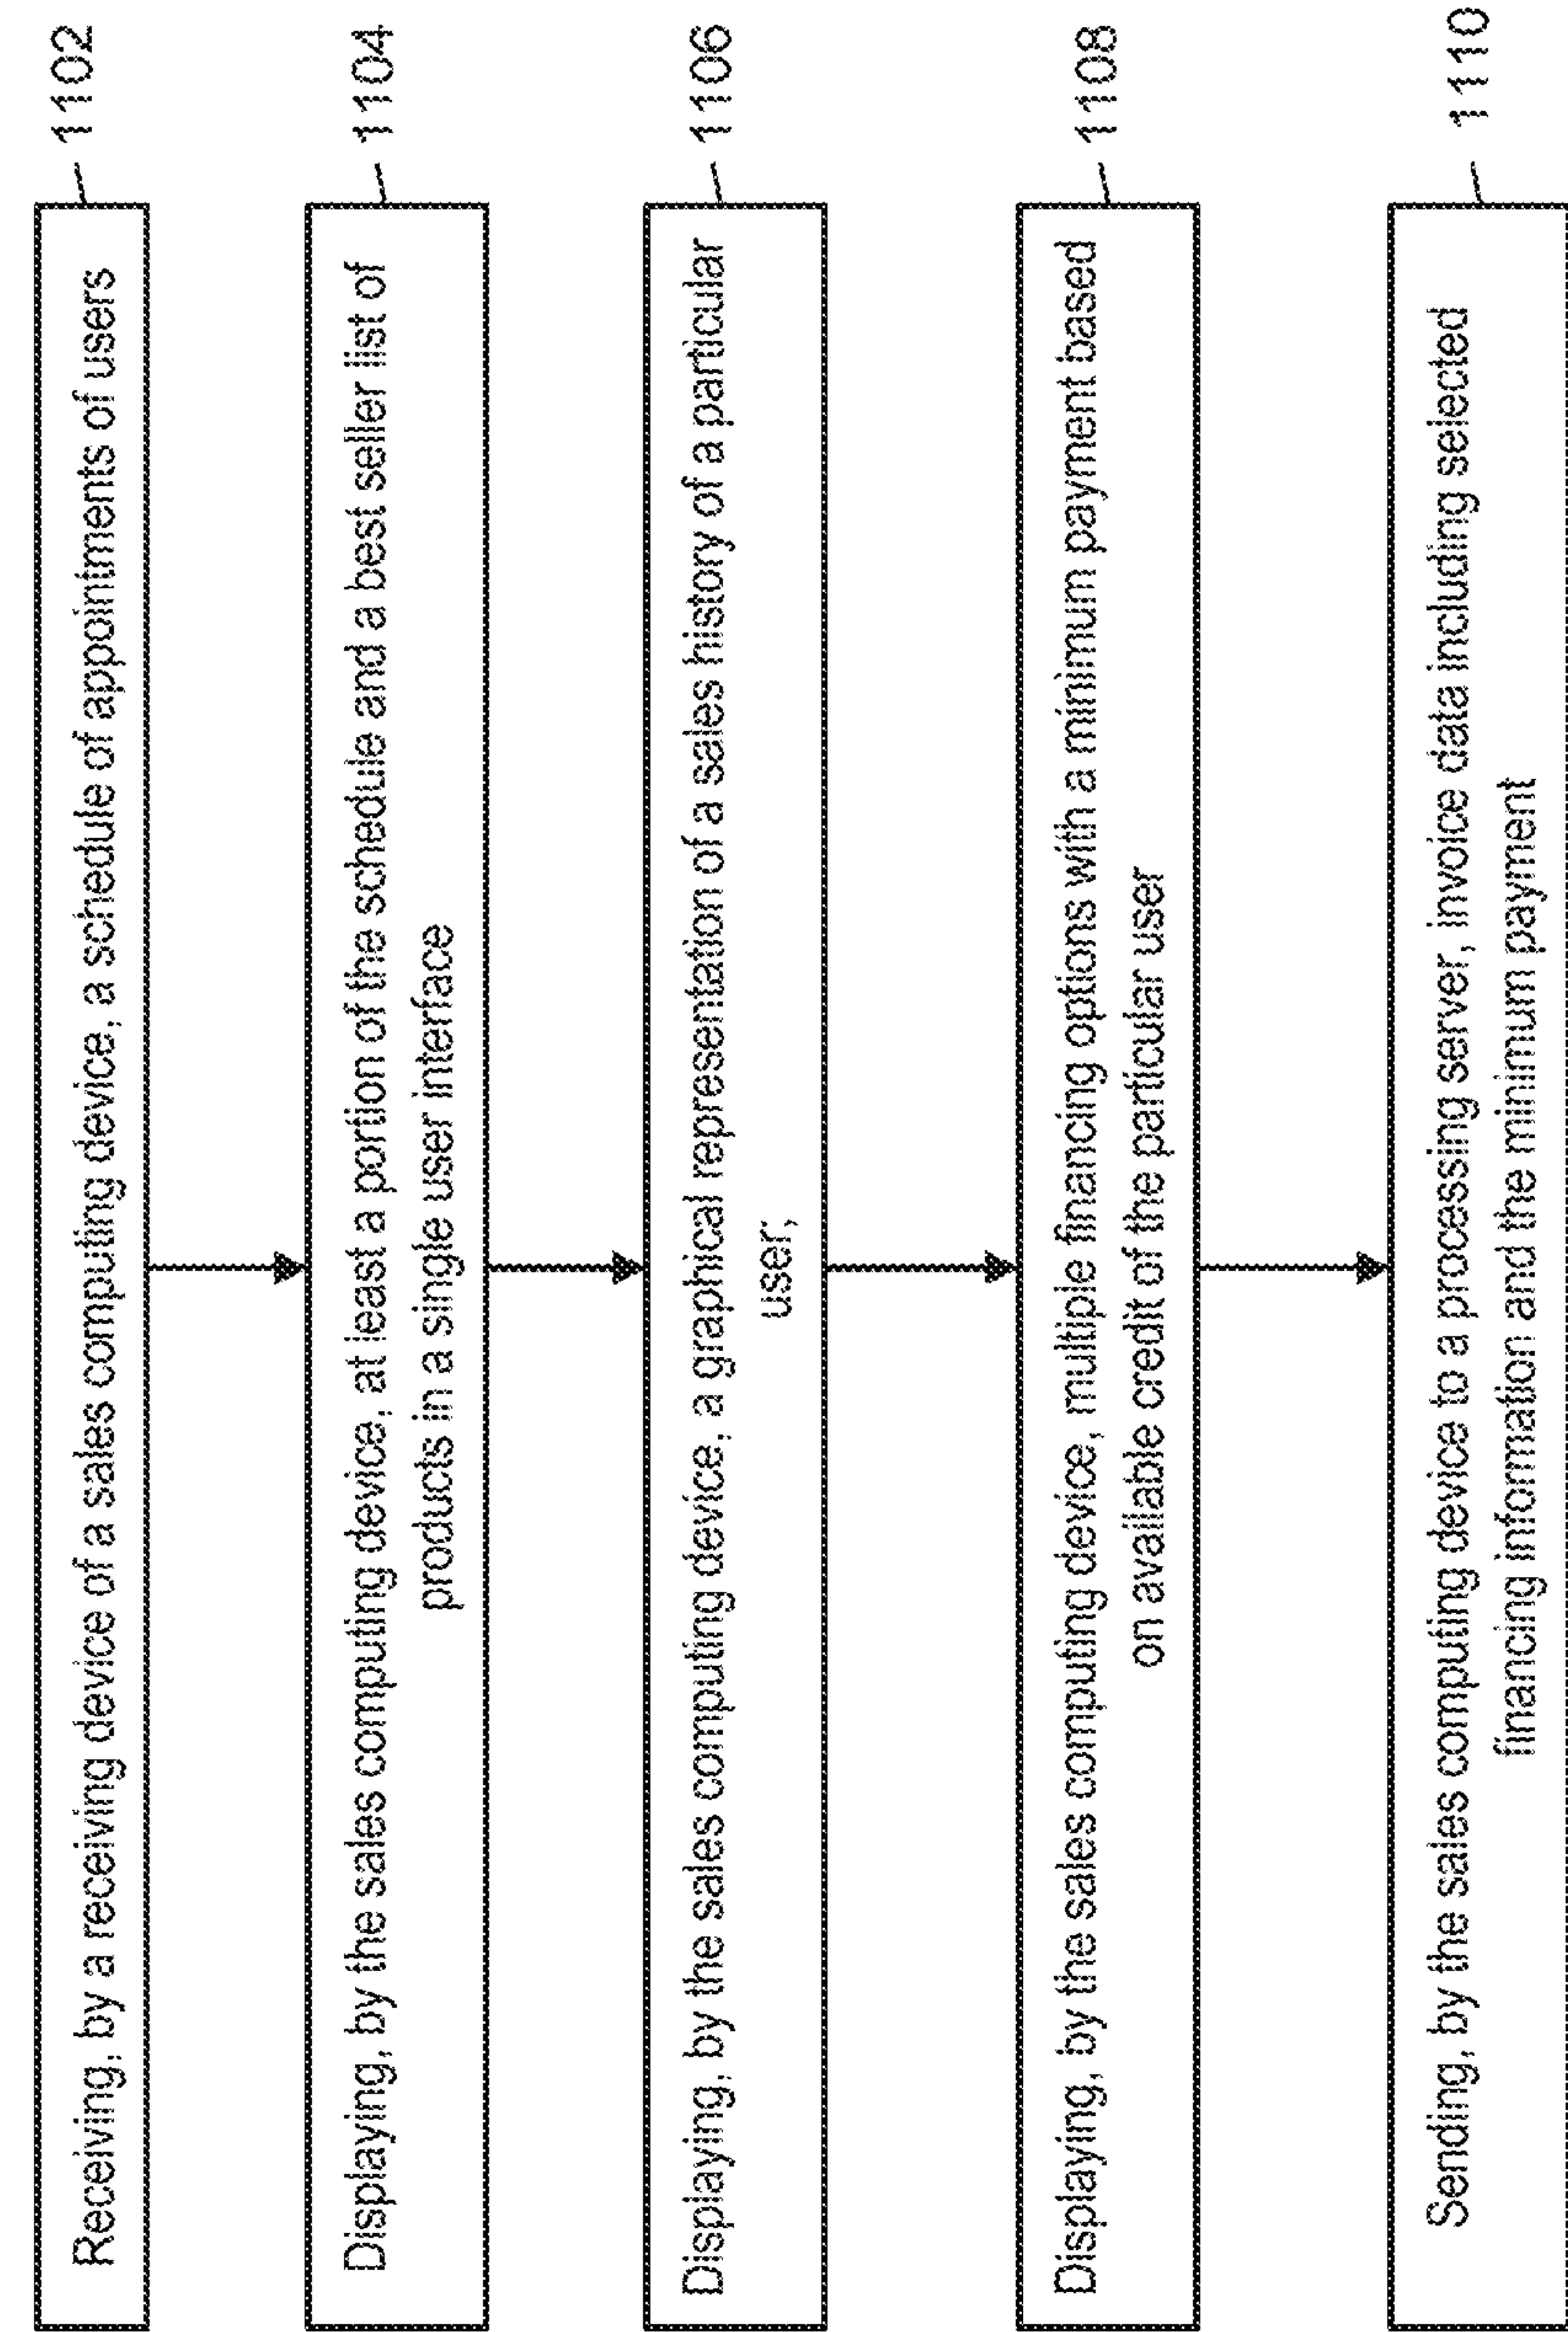 Receiving, by a receiving device of a sales computing device, a schedule of appointments of users
1102
Displaying, by the sales computing device, at least a portion of the schedule and a best seller list of
products in a single user interface
1104
Displaying, by the sales computing device, a graphical representation of a sales history of a particular
user;
1106
Displaying, by the sales computing device, multiple financing options with a minimum payment based
on available credit of the particular user
1108
Sending, by the sales computing device to a processing server, invoice data including selected
financing information and the minimum payment
1110